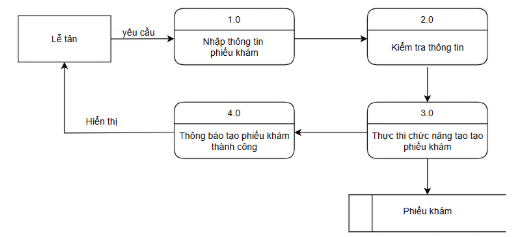 Lễ tân
yêu cầu
1.0
Nhập thông tin
phiếu khám
2.0
Kiểm tra thông tin
Hiển thị
4.0
Thông báo tạo phiếu khám
thành công
3.0
Thực thi chức năng tạo tạo
phiếu khám
Phiếu khám